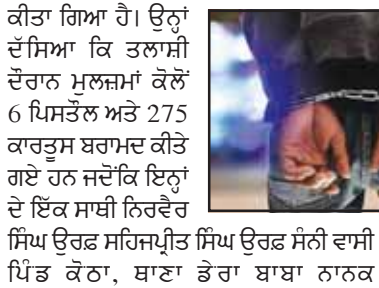 ਕੀਤਾ ਗਿਆ ਹੈ। ਉਨ੍ਹਾਂ
ਦੱਸਿਆ ਕਿ ਤਲਾਸ਼ੀ
ਦੌਰਾਨ ਮੁਲਜ਼ਮਾਂ ਕੋਲੋਂ
6 ਪਿਸਤੌਲ ਅਤੇ 275
ਕਾਰਤੂਸ ਬਰਾਮਦ ਕੀਤੇ
ਗਏ ਹਨ ਜਦੋਂਕਿ ਇਨ੍ਹਾਂ
ਦੇ ਇੱਕ ਸਾਥੀ ਨਿਰਵੈਰ
ਸਿੰਘ ਉਰਫ਼ ਸਹਿਜਪ੍ਰੀਤ ਸਿੰਘ ਉਰਫ਼ ਸੰਨੀ ਵਾਸੀ
ਪਿੰਡ ਕੋਠਾ, ਥਾਣਾ ਡੇਰਾ ਬਾਬਾ ਨਾਨਕ